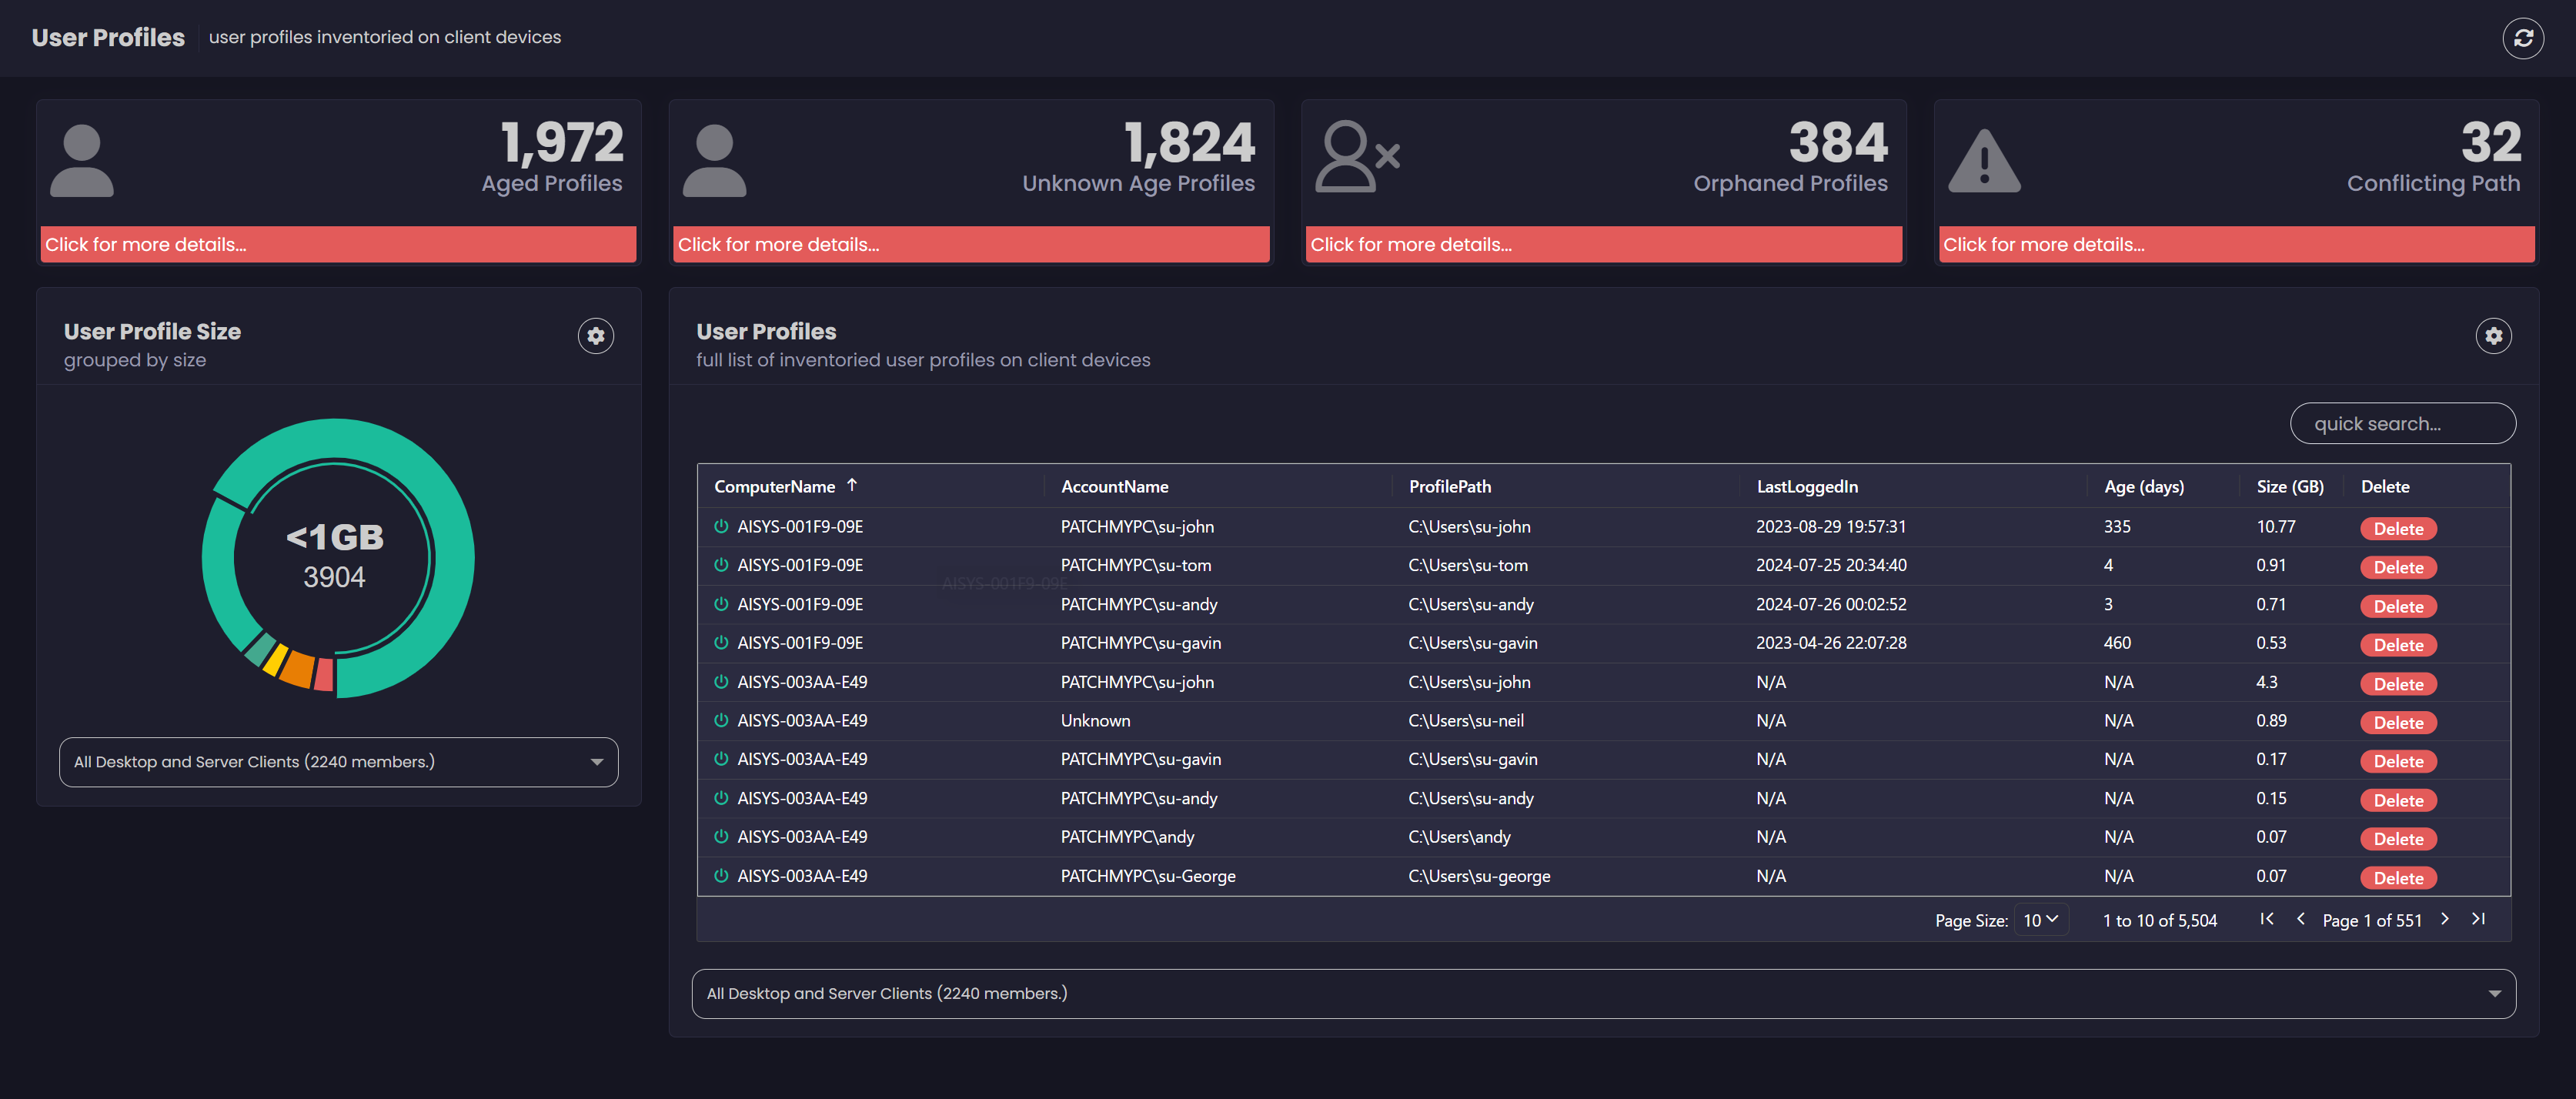 User Profiles user profiles inventoried on client devices
1,972
Aged Profiles
Click for more details...
1,824
Unknown Age Profiles
Click for more details...
384
Orphaned Profiles
Click for more details...
32
Conflicting Path
Click for more details...
User Profile Size
grouped by size
<1GB
3904
All Desktop and Server Clients (2240 members.)
User Profiles
full list of inventoried user profiles on client devices
quick search...
ComputerName AccountName ProfilePath LastLoggedIn Age (days) Size (GB) Delete
AISYS-001F9-09E PATCHMYPC\su-john C:\Users\su-john 2023-08-29 19:57:31 335 10.77 Delete
AISYS-001F9-09E PATCHMYPC\su-tom C:\Users\su-tom 2024-07-25 20:34:40 4 0.91 Delete
AISYS-001F9-09E
AISYS-001F9-09E PATCHMYPC\su-andy C:\Users\su-andy 2024-07-26 00:02:52 3 0.71 Delete
AISYS-001F9-09E PATCHMYPC\su-gavin C:\Users\su-gavin 2023-04-26 22:07:28 460 0.53 Delete
AISYS-003AA-E49 PATCHMYPC\su-john C:\Users\su-john N/A N/A 4.3 Delete
AISYS-003AA-E49 Unknown C:\Users\su-neil N/A N/A 0.89 Delete
AISYS-003AA-E49 PATCHMYPC\su-gavin C:\Users\su-gavin N/A N/A 0.17 Delete
AISYS-003AA-E49 PATCHMYPC\su-andy C:\Users\su-andy N/A N/A 0.15 Delete
AISYS-003AA-E49 PATCHMYPC\andy C:\Users\andy N/A N/A 0.07 Delete
AISYS-003AA-E49 PATCHMYPC\su-George C:\Users\su-george N/A N/A 0.07 Delete
Page Size: 10 1 to 10 of 5,504 Page 1 of 551
All Desktop and Server Clients (2240 members.)